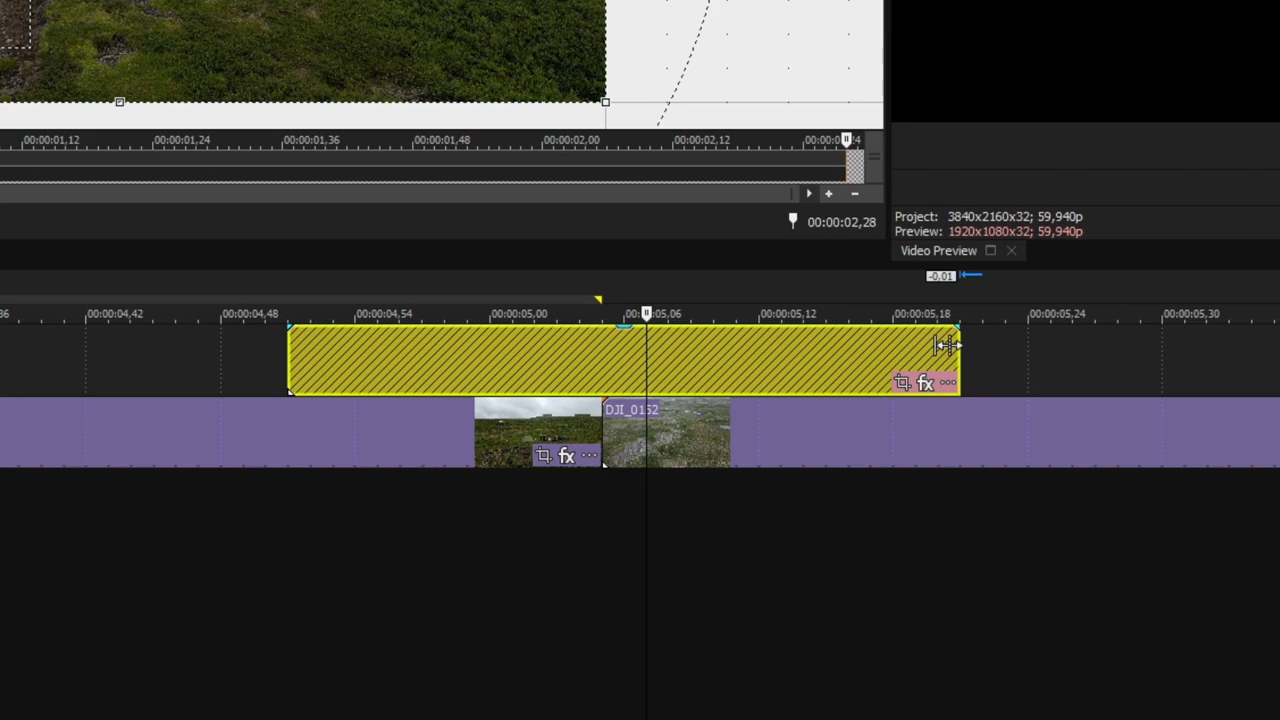 00:00:01,12 00:00:01,24 00:00:01,36 00:00:01,48 00:00:02,00 00:00:02,12
00:00:02,28
Project: 3840x2160x32; 59,940p
Preview: 1920x1080x32; 59,940p
Video Preview
-0.01
36 00:00:04,42 00:00:04,48 00:00:04,54 00:00:05,00 00:00:05,06 00:00:05,12 00:00:05,18 00:00:05,24 00:00:05,30
fx
DJI_0152
fx